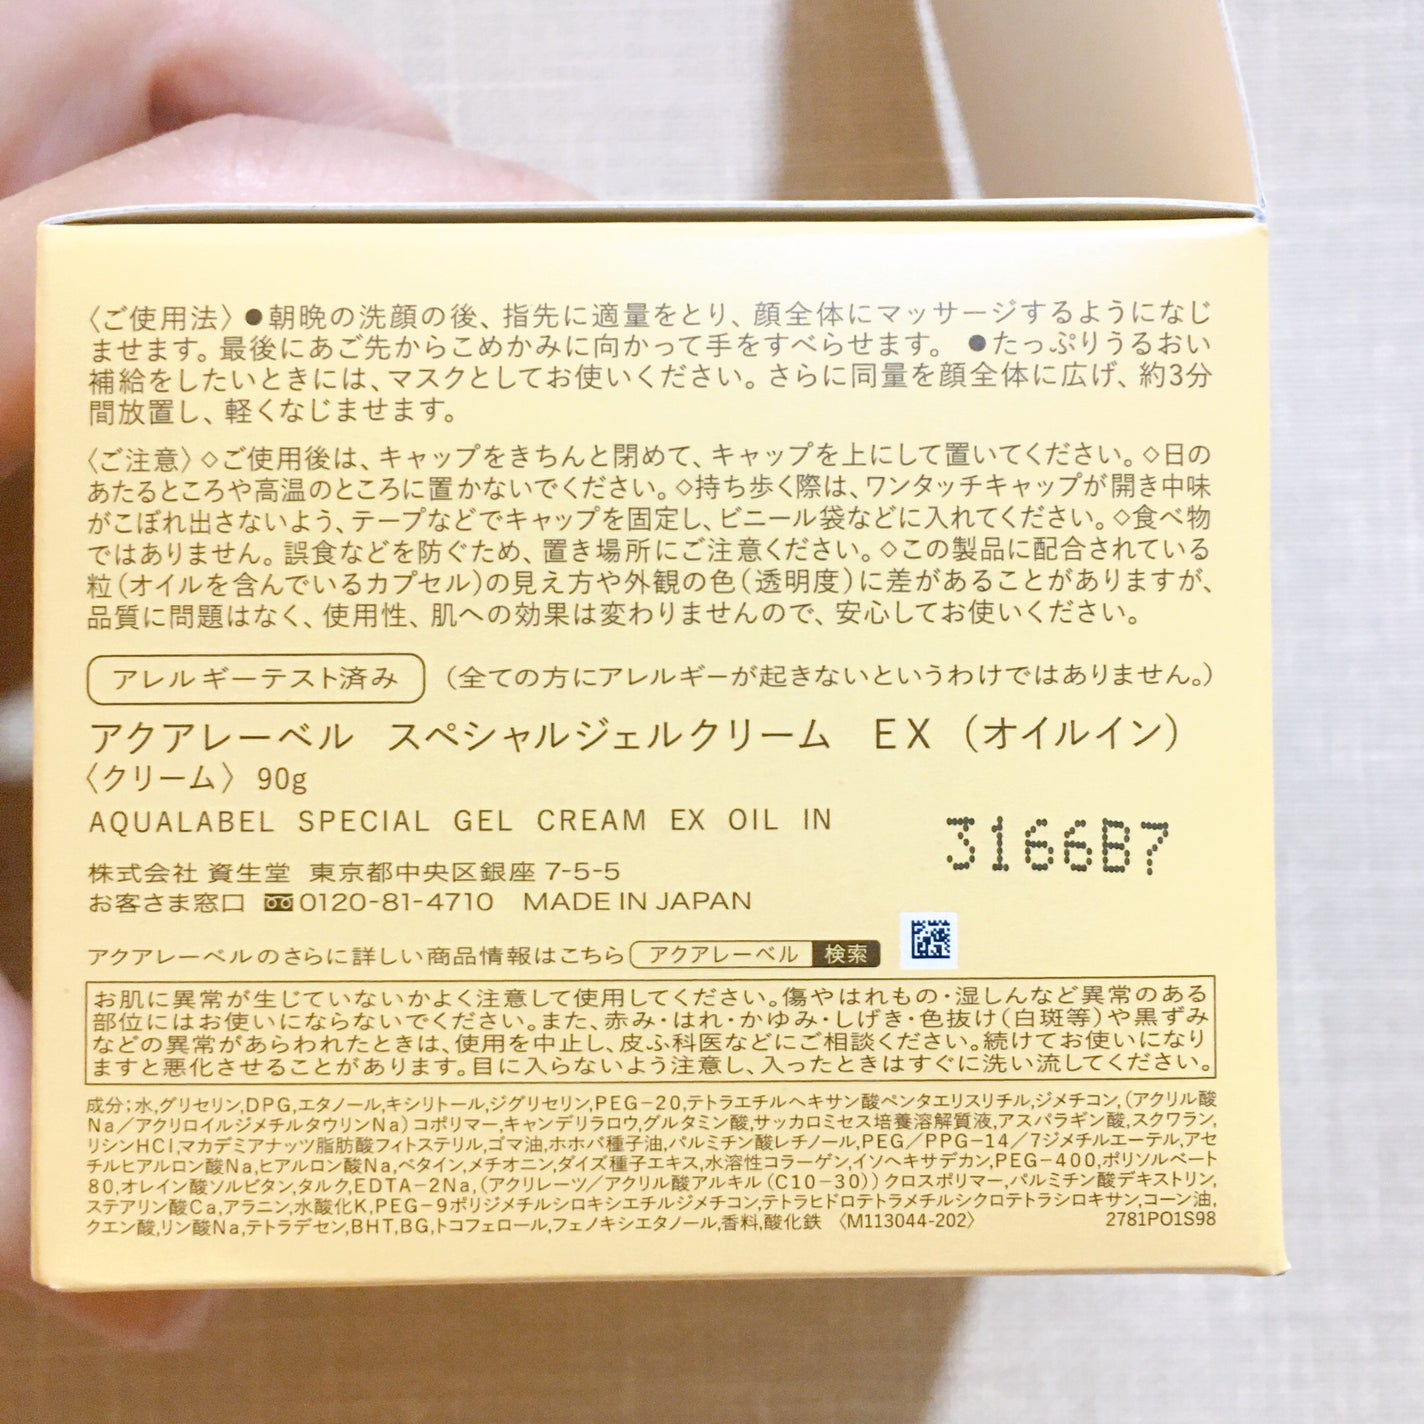 〈ご使用法〉●朝晩の洗顔の後、指先に適量をとり、顔全体にマッサージするようになじ
ませます。最後にあご先からこめかみに向かって手をすべらせます。 ●たっぷりうるおい
補給をしたいときには、マスクとしてお使いください。さらに同量を顔全体に広げ、約3分
間放置し、軽くなじませます。
〈ご注意〉◇ご使用後は、キャップをきちんと閉めて、キャップを上にして置いてください。◇日の
あたるところや高温のところに置かないでください。◇持ち歩く際は、ワンタッチキャップが開き中味
がこぼれ出さないよう、テープなどでキャップを固定し、ビニール袋などに入れてください。◇食べ物
ではありません。誤食などを防ぐため、置き場所にご注意ください。◇この製品に配合されている
粒(オイルを含んでいるカプセル)の見え方や外観の色(透明度)に差があることがありますが、
品質に問題はなく、使用性、肌への効果は変わりませんので、安心してお使いください。
アレルギーテスト済み (全ての方にアレルギーが起きないというわけではありません。)
アクアレーベル スペシャルジェルクリーム EX (オイルイン)
〈クリーム〉 90g
AQUALABEL SPECIAL GEL CREAM EX OIL IN
3166B7
株式会社 資生堂 東京都中央区銀座 7-5-5
お客さま窓口 0120-81-4710 MADE IN JAPAN
アクアレーベルのさらに詳しい商品情報はこちら アクアレーベル 検索
お肌に異常が生じていないかよく注意して使用してください。傷やはれもの・湿しんなど異常のある
部位にはお使いにならないでください。また、赤み・はれ・かゆみ・しげき・色抜け(白斑等)や黒ずみ
などの異常があらわれたときは、使用を中止し、皮ふ科医などにご相談ください。続けてお使いになり
ますと悪化させることがあります。目に入らないよう注意し、入ったときはすぐに洗い流してください。
成分;水,グリセリン,DPG,エタノール,キシリトール,ジグリセリン,PEG-20,テトラエチルヘキサン酸ペンタエリスリチル,ジメチコン,(アクリル酸
Na/アクリロイルジメチルタウリンNa)コポリマー,キャンデリラロウ,グルタミン酸,サッカロミセス培養溶解質液,アスパラギン酸,スクワラン,
リシンHCl,マカデミアナッツ脂肪酸フィトステリル,ゴマ油,ホホバ種子油,パルミチン酸レチノール,PEG/PPG-14/7ジメチルエーテル,アセ
チルヒアルロン酸Na,ヒアルロン酸Na,ベタイン,メチオニン,ダイズ種子エキス,水溶性コラーゲン,イソヘキサデカン,PEG-400,ポリソルベート
80,オレイン酸ソルビタン,タルク,EDTA-2Na,(アクリレーツ/アクリル酸アルキル(C10-30))クロスポリマー,パルミチン酸デキストリン,
ステアリン酸Ca,アラニン,水酸化K,PEG-9ポリジメチルシロキシエチルジメチコン,テトラヒドロテトラメチルシクロテトラシロキサン,コーン油,
クエン酸,リン酸Na,テトラデセン,BHT,BG,トコフェロール,フェノキシエタノール,香料,酸化鉄 〈M113044-202〉 2781PO1S98